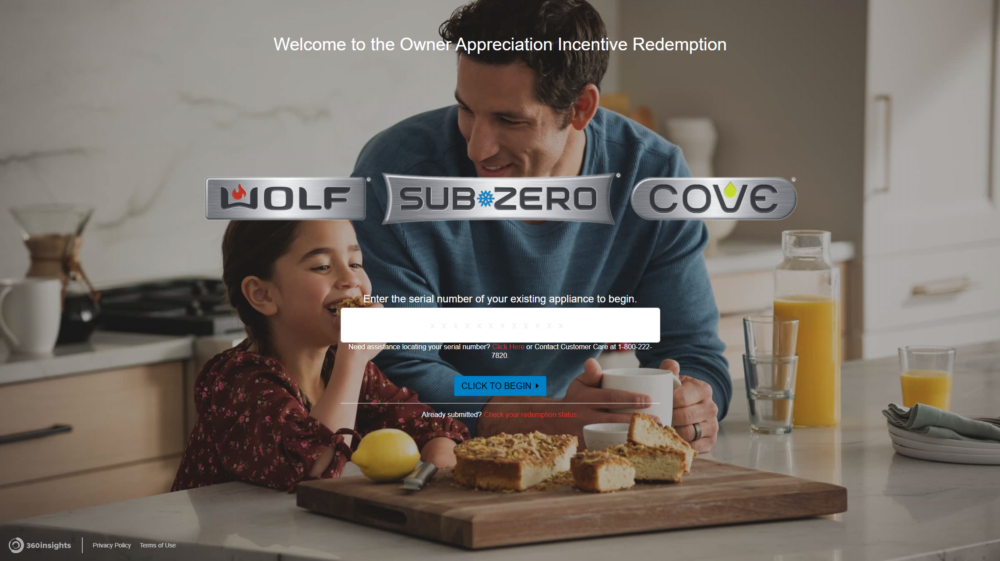 Welcome to the Owner Appreciation Incentive Redemption
WOLF® SUB ZERO® COVE®
Enter the serial number of your existing appliance to begin.
x x x x x x x x x x x x
Need assistance locating your serial number? Click Here or Contact Customer Care at 1-800-222-
7820.
CLICK TO BEGIN
Already submitted? Check your redemption status.
360insights Privacy Policy Terms of Use